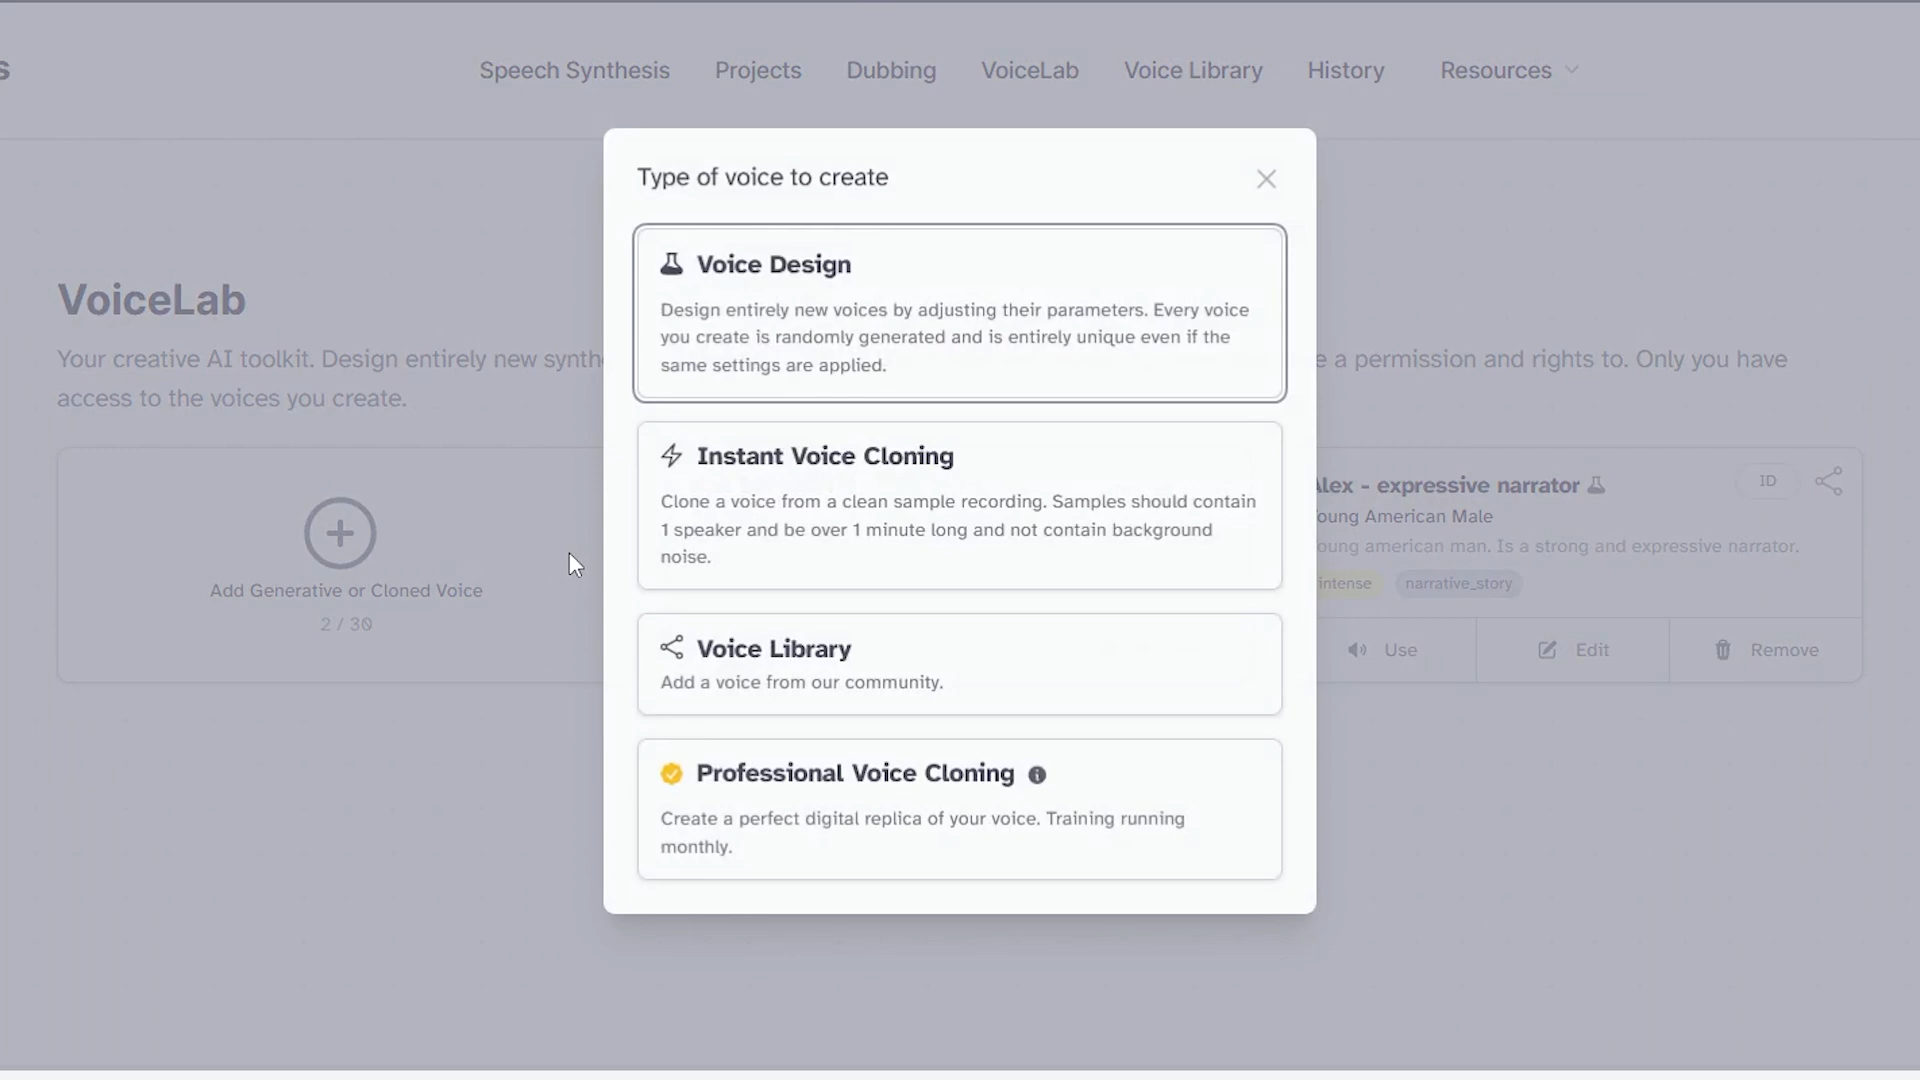 s
Speech Synthesis Projects Dubbing VoiceLab Voice Library History Resources
Type of voice to create
Voice Design
Design entirely new voices by adjusting their parameters. Every voice
you create is randomly generated and is entirely unique even if the
same settings are applied.
Instant Voice Cloning
Clone a voice from a clean sample recording. Samples should contain
1 speaker and be over 1 minute long and not contain background
noise.
Voice Library
Add a voice from our community.
Professional Voice Cloning
Create a perfect digital replica of your voice. Training running
monthly.
VoiceLab
Your creative AI toolkit. Design entirely new e a permission and rights to. Only you have
access to the voices you create.
Add Generative or Cloned Voice
2 / 30
Alex - expressive narrator
ID
Young American Male
Young american man. Is a strong and expressive narrator.
intense narrative_story
Use Edit Remove